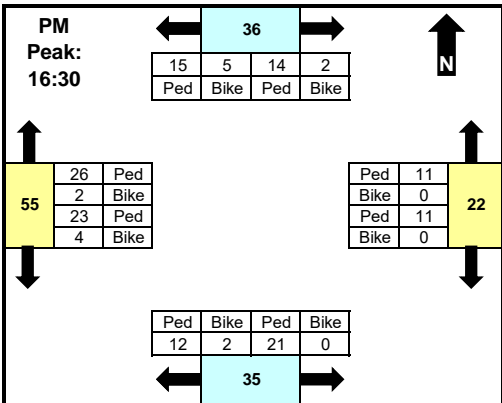 PM
Peak:
16:30
36
N
15 5 14 2
Ped Bike Ped Bike
55
26 Ped
2 Bike
23 Ped
4 Bike
Ped 11
Bike 0
Ped 11
Bike 0
22
Ped Bike Ped Bike
12 2 21 0
35